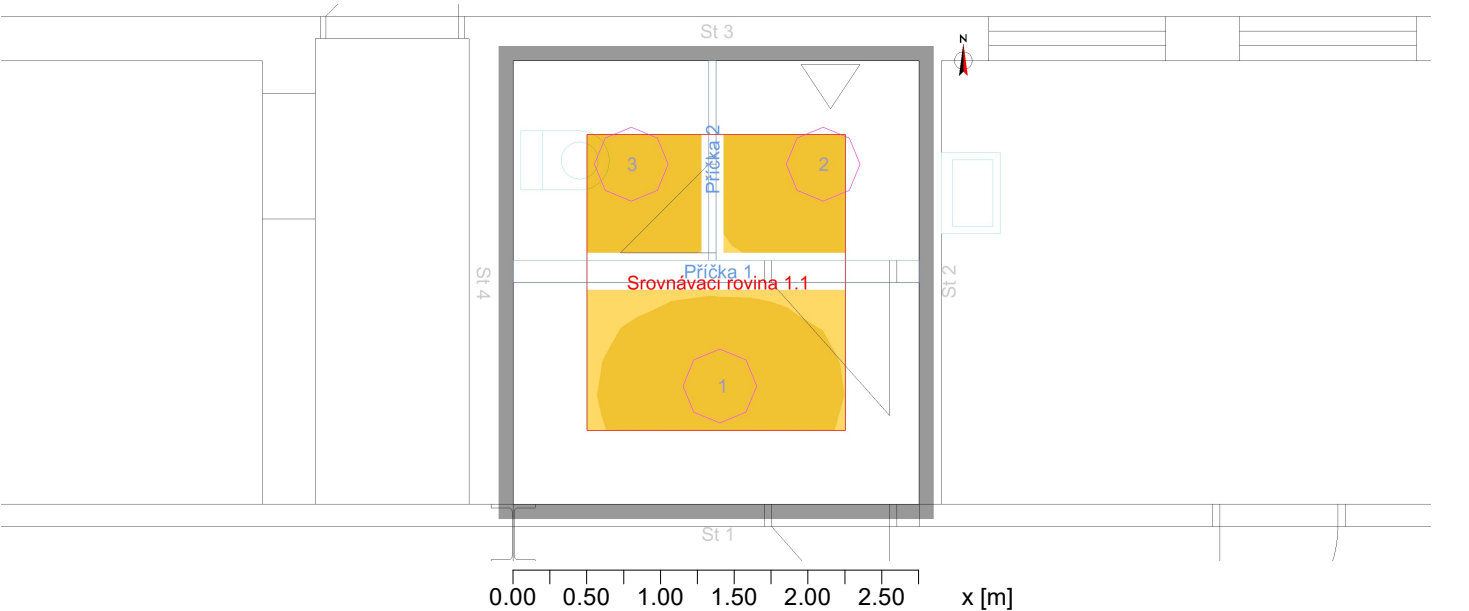 St 3
N
Příčka 2
3
2
Příčka 1
Srovnávací rovina 1.1
St 4
St 2
1
St 1
0.00 0.50 1.00 1.50 2.00 2.50 x [m]